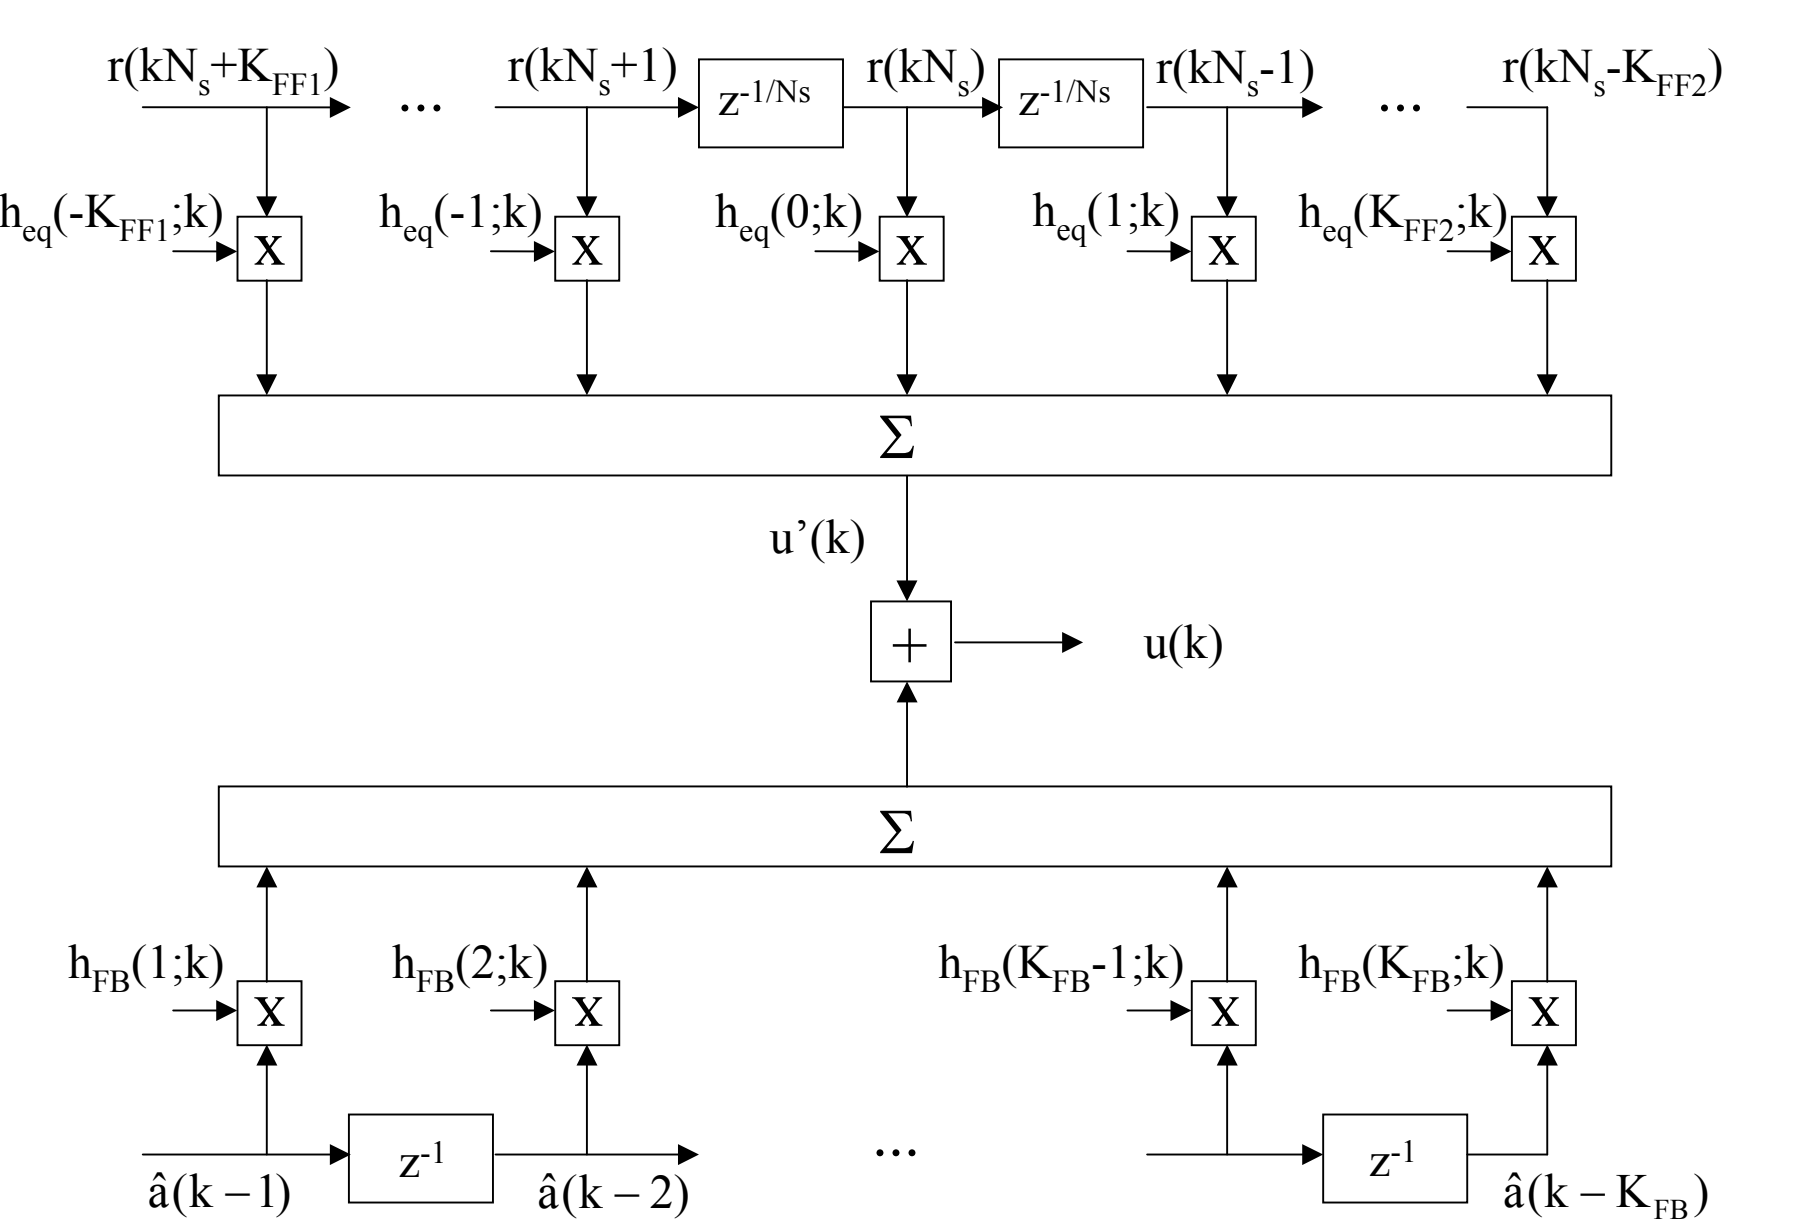 r(kN_s+K_FF1) ... r(kN_s+1) z^-1/Ns r(kN_s) z^-1/Ns r(kN_s-1) ... r(kN_s-K_FF2)
h_eq(-K_FF1;k) x h_eq(-1;k) x h_eq(0;k) x h_eq(1;k) x h_eq(K_FF2;k) x
Σ
u’(k)
+ u(k)
Σ
h_FB(1;k) x h_FB(2;k) x h_FB(K_FB-1;k) x h_FB(K_FB;k) x
z^-1 ... z^-1
â(k – 1) â(k – 2) â(k – K_FB)